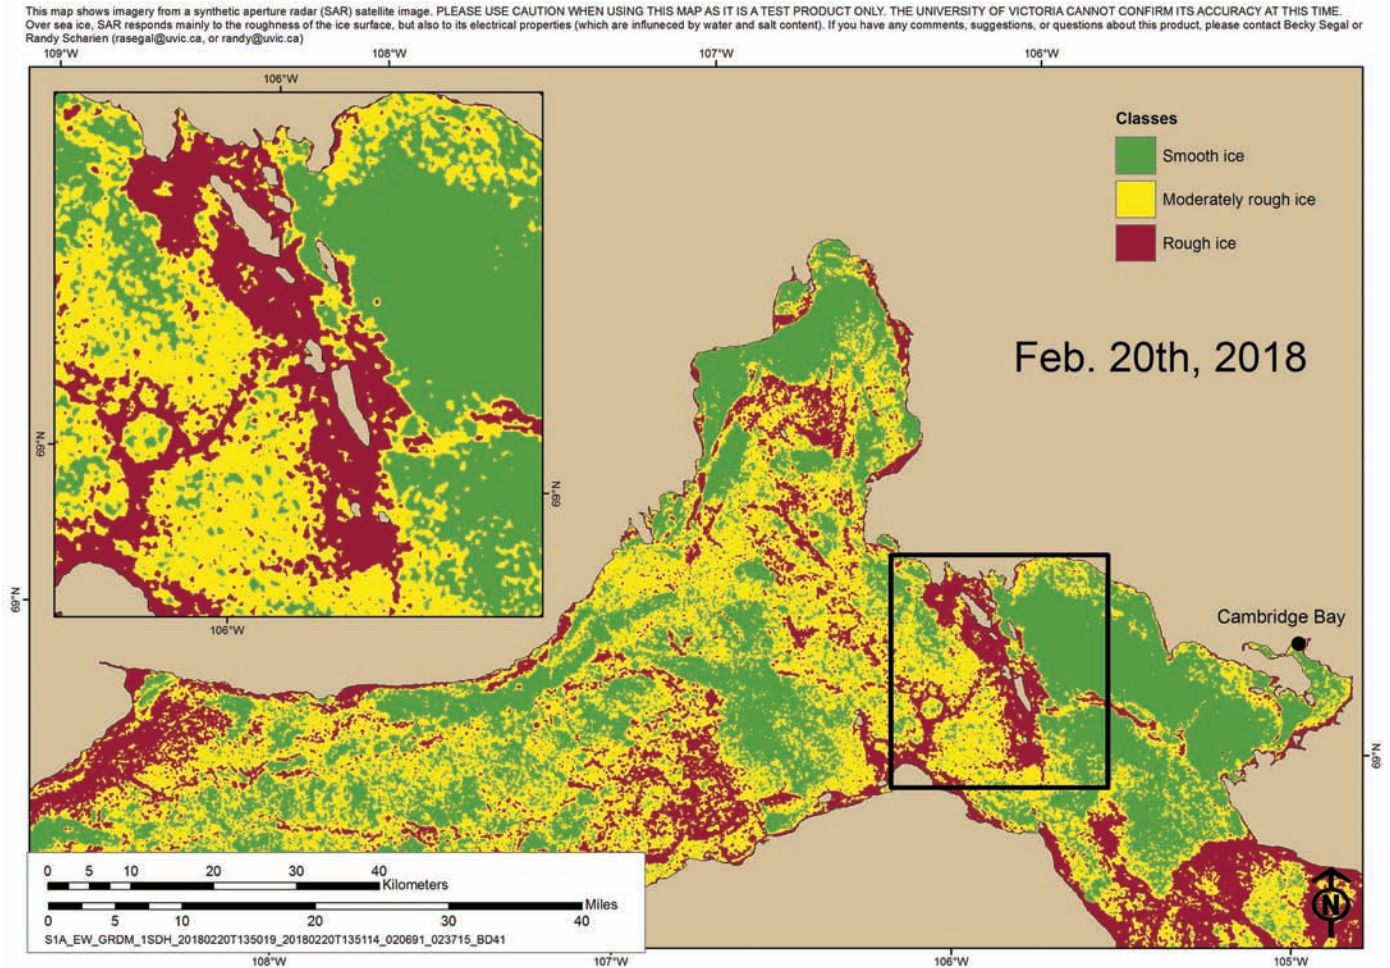 This map shows imagery from a synthetic aperture radar (SAR) satellite image. PLEASE USE CAUTION WHEN USING THIS MAP AS IT IS A TEST PRODUCT ONLY. THE UNIVERSITY OF VICTORIA CANNOT CONFIRM ITS ACCURACY AT THIS TIME.
Over sea ice, SAR responds mainly to the roughness of the ice surface, but also to its electrical properties (which are influneced by water and salt content). If you have any comments, suggestions, or questions about this product, please contact Becky Segal or
Randy Scharien (rasegal@uvic.ca, or randy@uvic.ca)
109°W 108°W 107°W 106°W
106°W
Classes
Smooth ice
Moderately rough ice
Rough ice
Feb. 20th, 2018
69°N
69°N
69°N
106°W
Cambridge Bay
69°N
0 5 10 20 30 40
Kilometers
Miles
0 5 10 20 30 40
S1A_EW_GRDM_1SDH_20180220T135019_20180220T135114_020691_023715_BD41
N
108°W 107°W 106°W 105°W